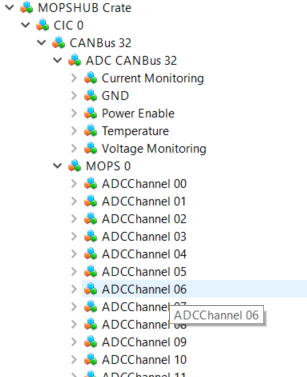 MOPSHUB Crate
CIC 0
CANBus 32
ADC CANBus 32
Current Monitoring
GND
Power Enable
Temperature
Voltage Monitoring
MOPS 0
ADCChannel 00
ADCChannel 01
ADCChannel 02
ADCChannel 03
ADCChannel 04
ADCChannel 05
ADCChannel 06
ADCChannel 07
ADCChannel 06
ADCChannel 08
ADCChannel 09
ADCChannel 10
ADCChannel 11